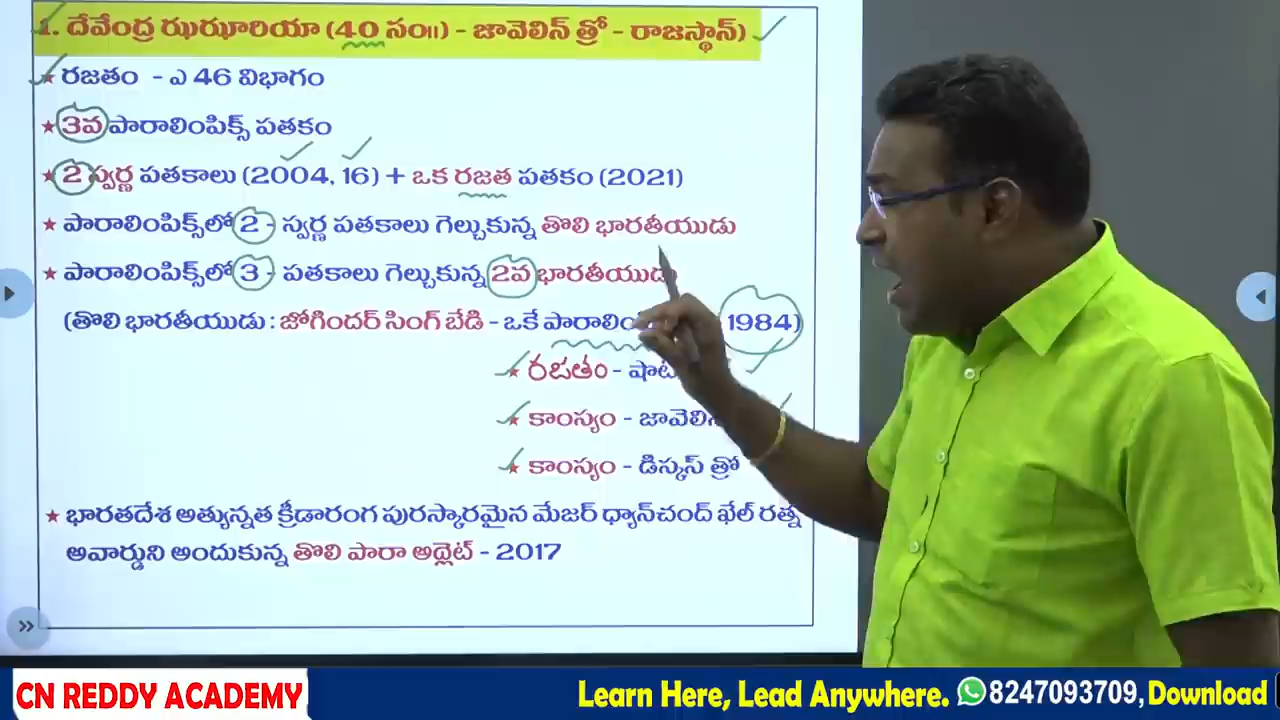 1. దేవేంద్ర ఝఝారియా (40 సం॥) - జావెలిన్ త్రో - రాజస్థాన్)
★ రజతం - ఎ 46 విభాగం
★ 3వ పారాలింపిక్స్ పతకం
★ 2 స్వర్ణ పతకాలు (2004, 16) + ఒక రజత పతకం (2021)
★ పారాలింపిక్స్‌లో 2 - స్వర్ణ పతకాలు గెల్చుకున్న తొలి భారతీయుడు
★ పారాలింపిక్స్‌లో 3 - పతకాలు గెల్చుకున్న 2వ భారతీయుడు
(తొలి భారతీయుడు : జోగిందర్ సింగ్ బేడి - ఒకే 1984)
★ రజతం -
★ కాంస్యం -
★ కాంస్యం - డిస్కస్ త్రో
★ భారతదేశ అత్యున్నత క్రీడారంగ పురస్కారమైన మేజర్ ధ్యాన్‌చంద్ ఖేల్ రత్న
అవార్డుని అందుకున్న తొలి పారా అథ్లెట్ - 2017
CN REDDY ACADEMY
Learn Here, Lead Anywhere. 8247093709, Download